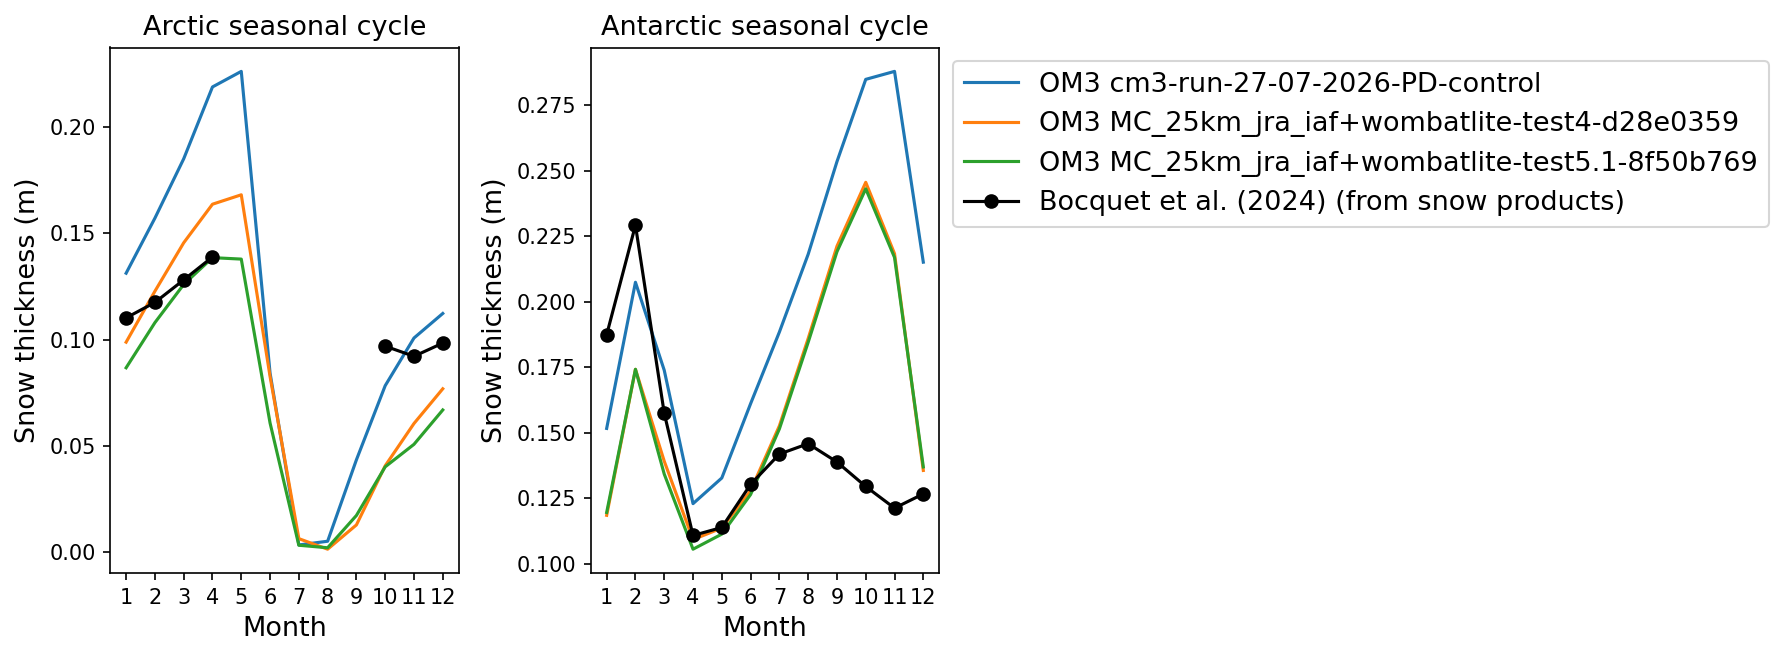 Arctic seasonal cycle
Snow thickness (m)
0.20
0.15
0.10
0.05
0.00
1 2 3 4 5 6 7 8 9 10 11 12
Month
Antarctic seasonal cycle
Snow thickness (m)
0.275
0.250
0.225
0.200
0.175
0.150
0.125
0.100
1 2 3 4 5 6 7 8 9 10 11 12
Month
OM3 cm3-run-27-07-2026-PD-control
OM3 MC_25km_jra_iaf+wombatlite-test4-d28e0359
OM3 MC_25km_jra_iaf+wombatlite-test5.1-8f50b769
Bocquet et al. (2024) (from snow products)